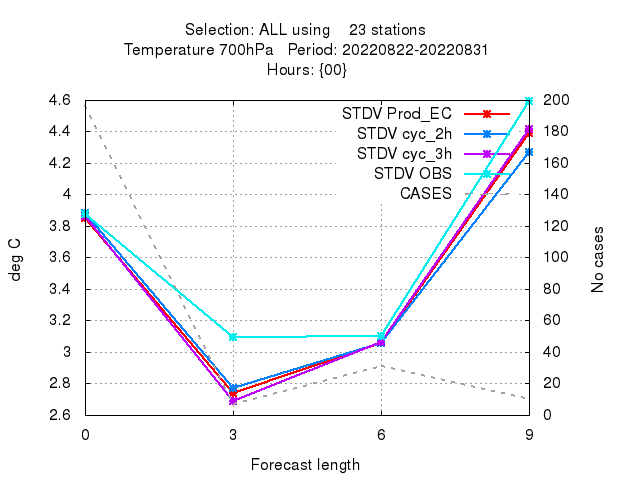 Selection: ALL using 23 stations
Temperature 700hPa Period: 20220822-20220831
Hours: {00}
4.6 200
STDV Prod_EC
4.4 180
STDV cyc_2h
STDV cyc_3h
4.2 160
STDV OBS
4 140
CASES
3.8 120
deg C
3.6 100
No cases
3.4 80
3.2 60
3 40
2.8 20
2.6 0
0 3 6 9
Forecast length